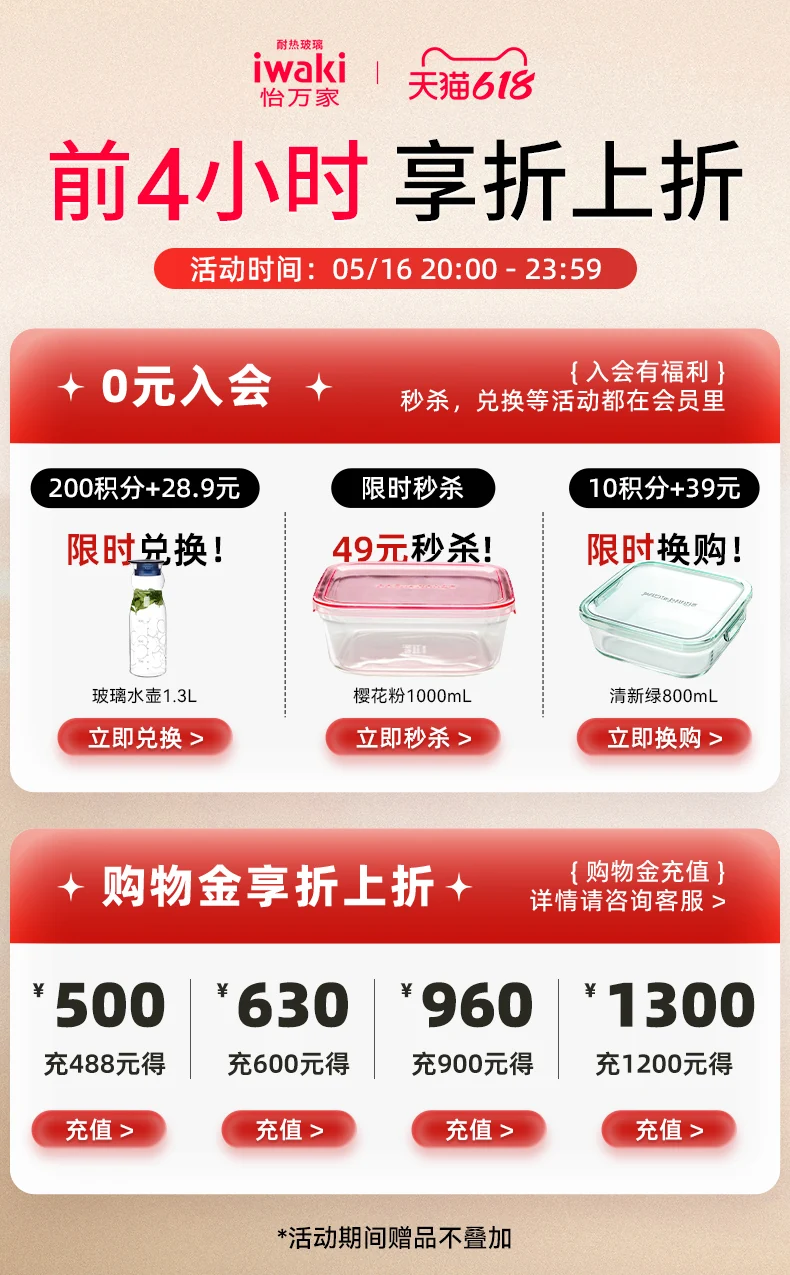 耐热玻璃
iwaki
怡万家
天猫618
前4小时 享折上折
活动时间：05/16 20:00 - 23:59
0元入会
{ 入会有福利 }
秒杀，兑换等活动都在会员里
200积分+28.9元
限时兑换！
玻璃水壶1.3L
立即兑换 >
限时秒杀
49元秒杀!
樱花粉1000mL
立即秒杀 >
10积分+39元
限时换购！
清新绿800mL
立即换购 >
购物金享折上折
{ 购物金充值 }
详情请咨询客服 >
¥500
充488元得
充值 >
¥630
充600元得
充值 >
¥960
充900元得
充值 >
¥1300
充1200元得
充值 >
*活动期间赠品不叠加